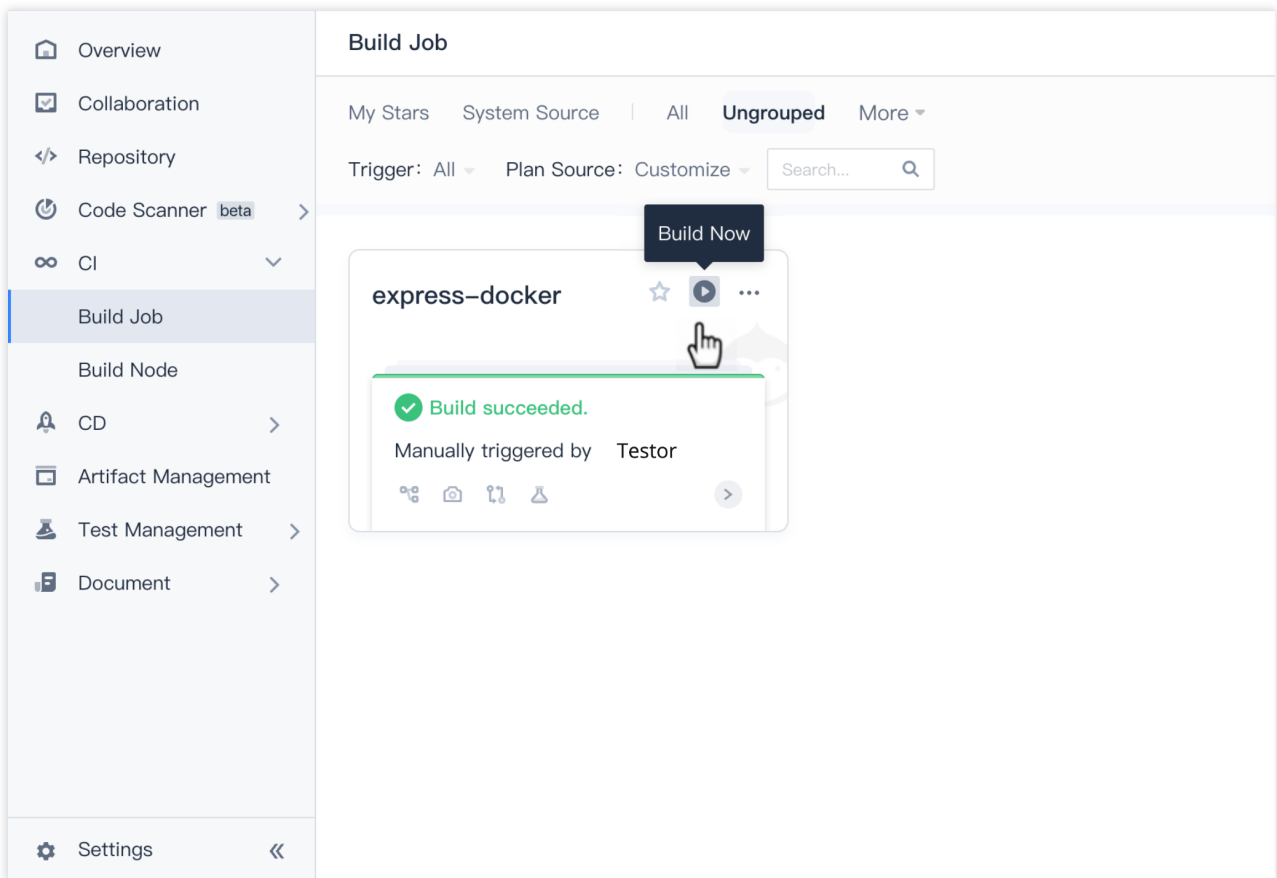 Overview
Collaboration
Repository
Code Scanner beta
CI
Build Job
Build Node
CD
Artifact Management
Test Management
Document
Settings
Build Job
My Stars System Source All Ungrouped More
Trigger: All Plan Source: Customize Search...
Build Now
express-docker
Build succeeded.
Manually triggered by Testor